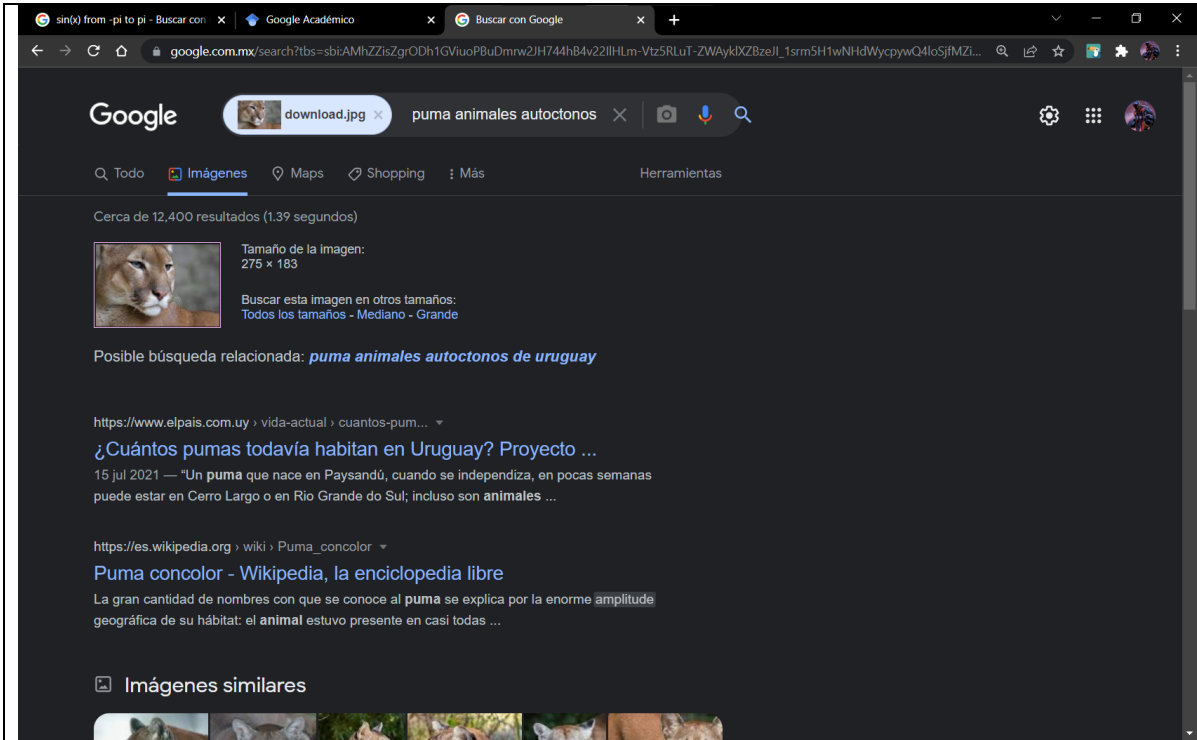 sin(x) from -pi to pi - Buscar con
Google Académico
Buscar con Google
google.com.mx/search?tbs=sbi:AMhZZisZgrODh1GViuoPBuDmrw2JH744hB4v22IlHLm-Vtz5RLuT-ZWAyklXZBzeJI_1srm5H1wNHdWycpywQ4loSjfMZi...
Google
download.jpg
puma animales autoctonos
Todo Imágenes Maps Shopping Más Herramientas
Cerca de 12,400 resultados (1.39 segundos)
Tamaño de la imagen:
275 × 183
Buscar esta imagen en otros tamaños:
Todos los tamaños - Mediano - Grande
Posible búsqueda relacionada: puma animales autoctonos de uruguay
https://www.elpais.com.uy › vida-actual › cuantos-pum...
¿Cuántos pumas todavía habitan en Uruguay? Proyecto ...
15 jul 2021 — “Un puma que nace en Paysandú, cuando se independiza, en pocas semanas
puede estar en Cerro Largo o en Rio Grande do Sul; incluso son animales ...
https://es.wikipedia.org › wiki › Puma_concolor
Puma concolor - Wikipedia, la enciclopedia libre
La gran cantidad de nombres con que se conoce al puma se explica por la enorme amplitude
geográfica de su hábitat: el animal estuvo presente en casi todas ...
Imágenes similares